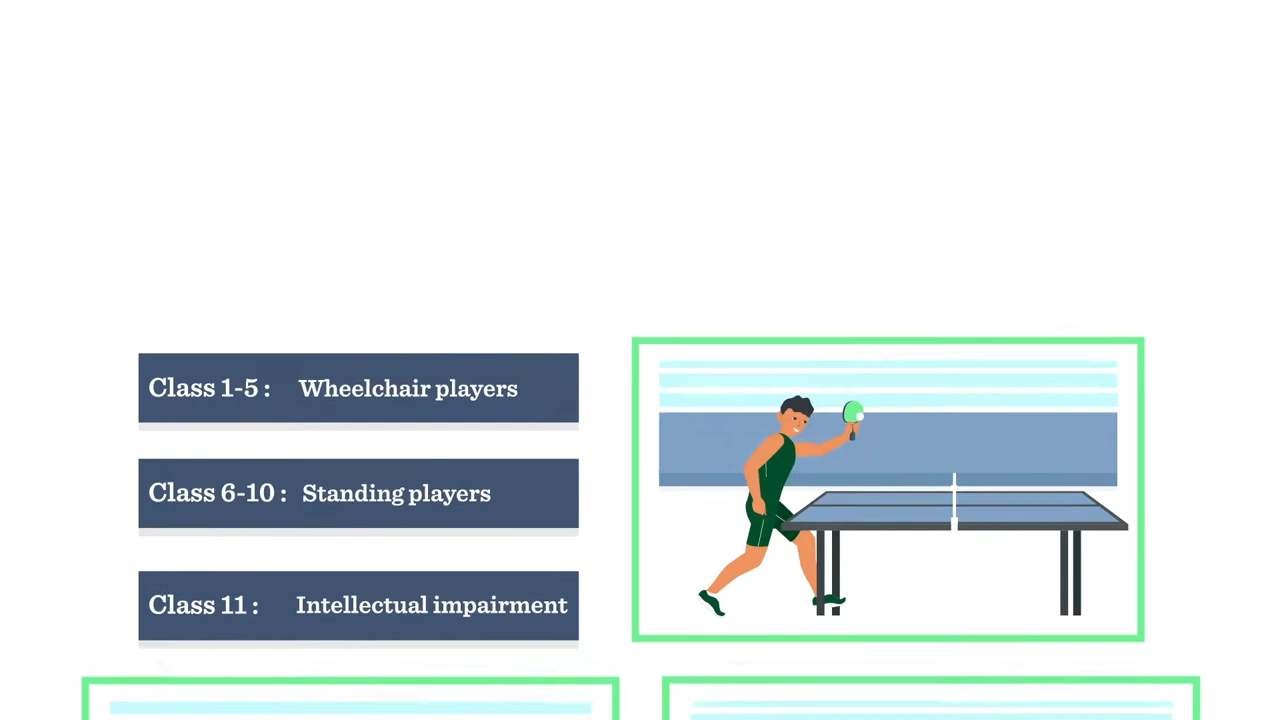 Class 1-5 : Wheelchair players
Class 6-10 : Standing players
Class 11 : Intellectual impairment